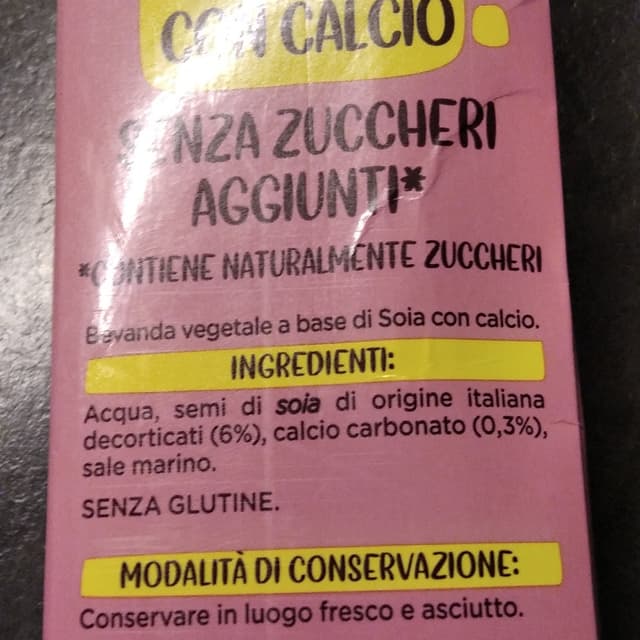 CON CALCIO
SENZA ZUCCHERI
AGGIUNTI*
*CONTIENE NATURALMENTE ZUCCHERI
Bevanda vegetale a base di Soia con calcio.
INGREDIENTI:
Acqua, semi di soia di origine italiana
decorticati (6%), calcio carbonato (0,3%),
sale marino.
SENZA GLUTINE.
MODALITÀ DI CONSERVAZIONE:
Conservare in luogo fresco e asciutto.